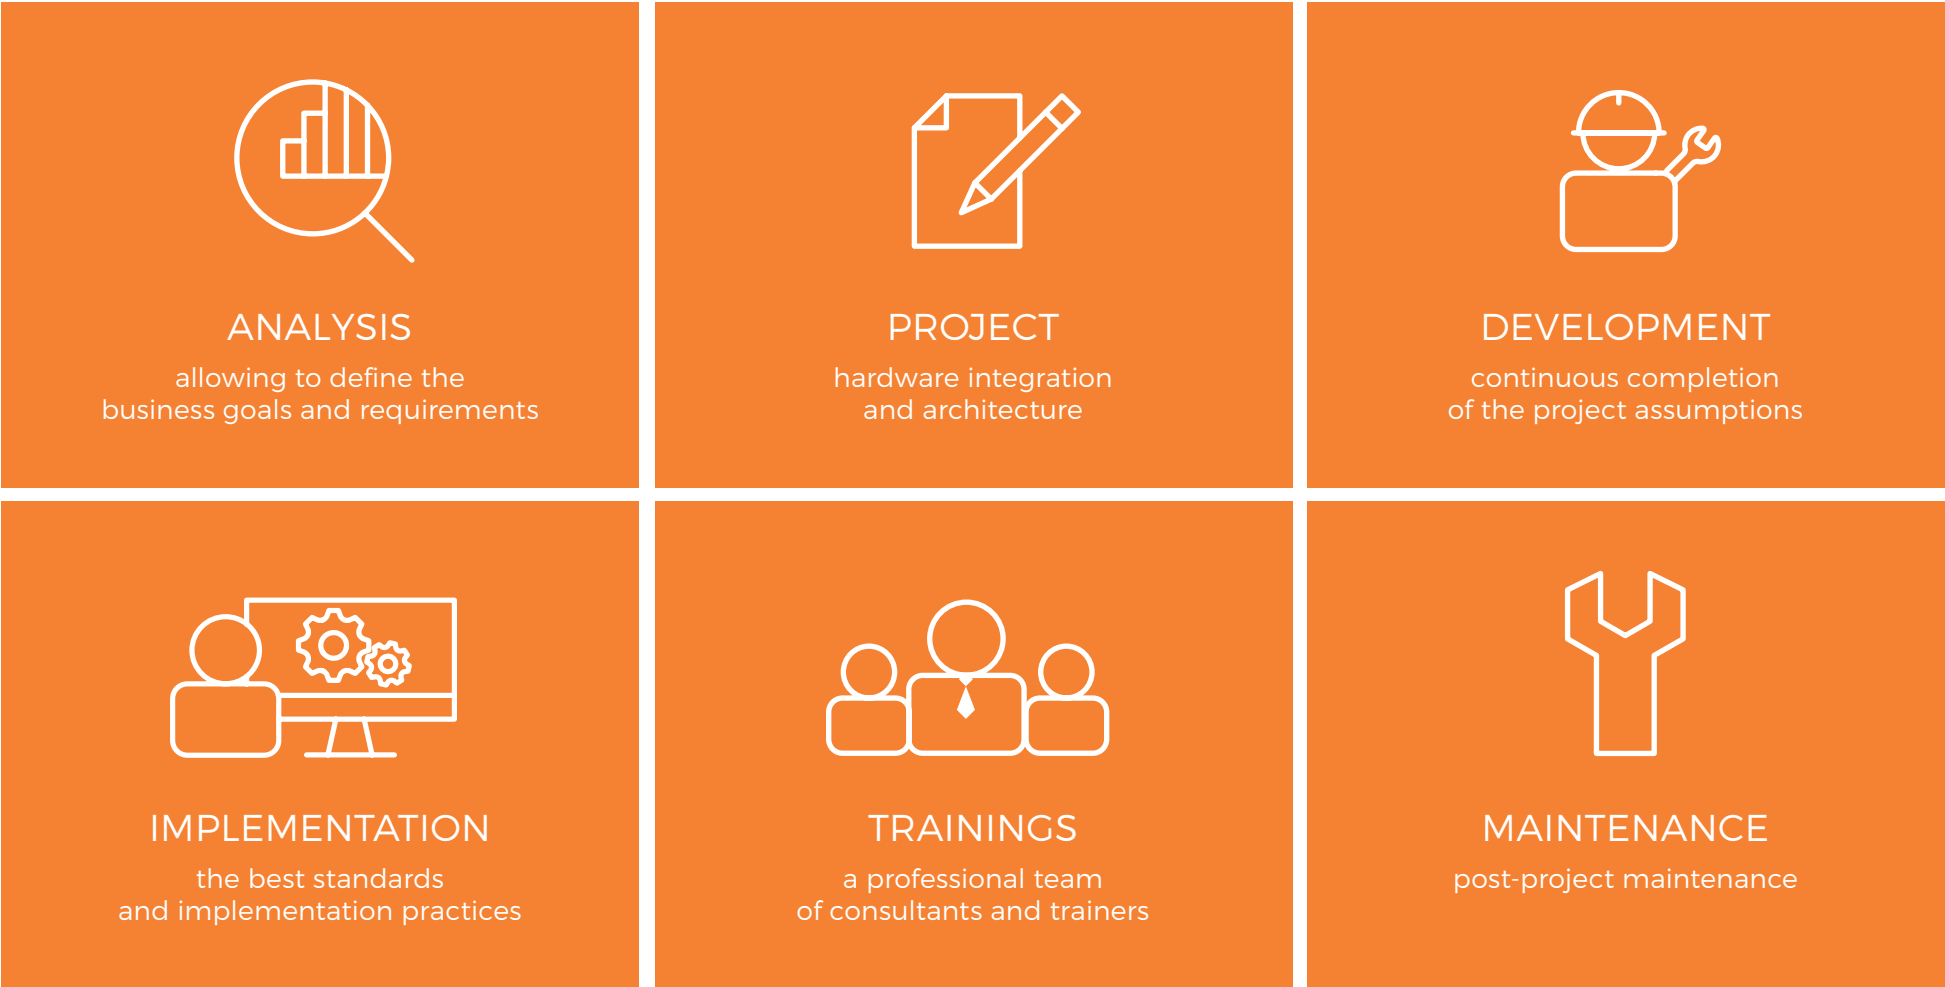 ANALYSIS
allowing to define the
business goals and requirements
PROJECT
hardware integration
and architecture
DEVELOPMENT
continuous completion
of the project assumptions
IMPLEMENTATION
the best standards
and implementation practices
TRAININGS
a professional team
of consultants and trainers
MAINTENANCE
post-project maintenance